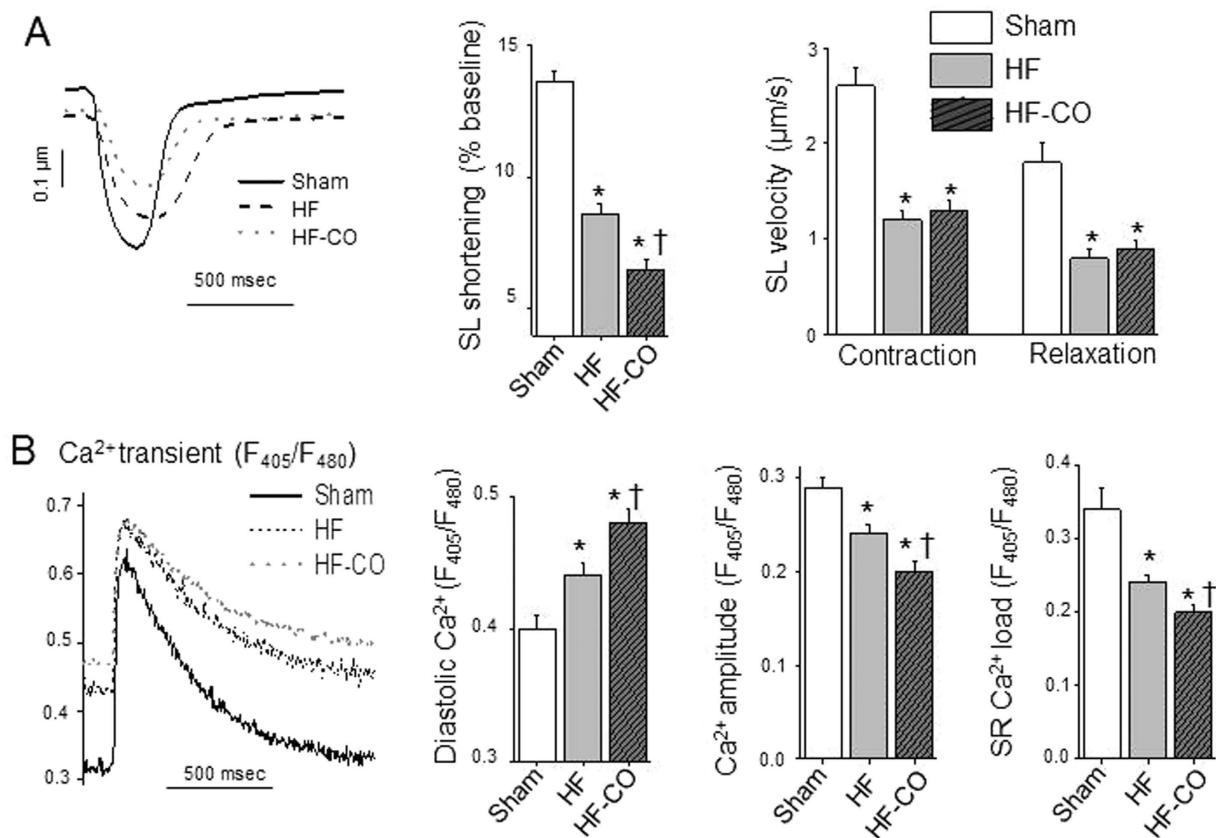 A
0.1 µm
Sham
HF
HF-CO
500 msec
SL shortening (% baseline)
15
10
5
*
* †
Sham
HF
HF-CO
Sham
HF
HF-CO
SL velocity (µm/s)
3
2
1
0
* *
* *
Contraction
Relaxation
B
Ca²⁺ transient (F₄₀₅/F₄₈₀)
Sham
HF
HF-CO
0.7
0.6
0.5
0.4
0.3
500 msec
Diastolic Ca²⁺ (F₄₀₅/F₄₈₀)
0.5
0.4
0.3
*
* †
Sham
HF
HF-CO
Ca²⁺ amplitude (F₄₀₅/F₄₈₀)
0.3
0.2
0.1
0.0
*
* †
Sham
HF
HF-CO
SR Ca²⁺ load (F₄₀₅/F₄₈₀)
0.4
0.3
0.2
0.1
0.0
*
* †
Sham
HF
HF-CO